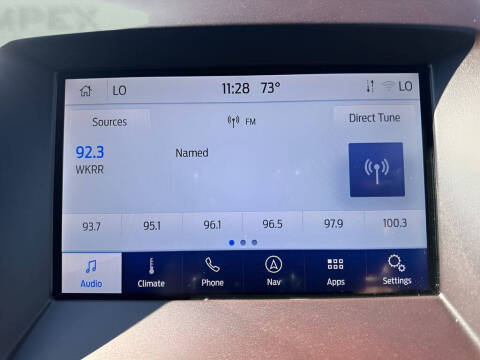 MPEX
LO 11:28 73° LO
Sources FM Direct Tune
92.3 Named
WKRR
93.7 95.1 96.1 96.5 97.9 100.3
Audio Climate Phone Nav Apps Settings